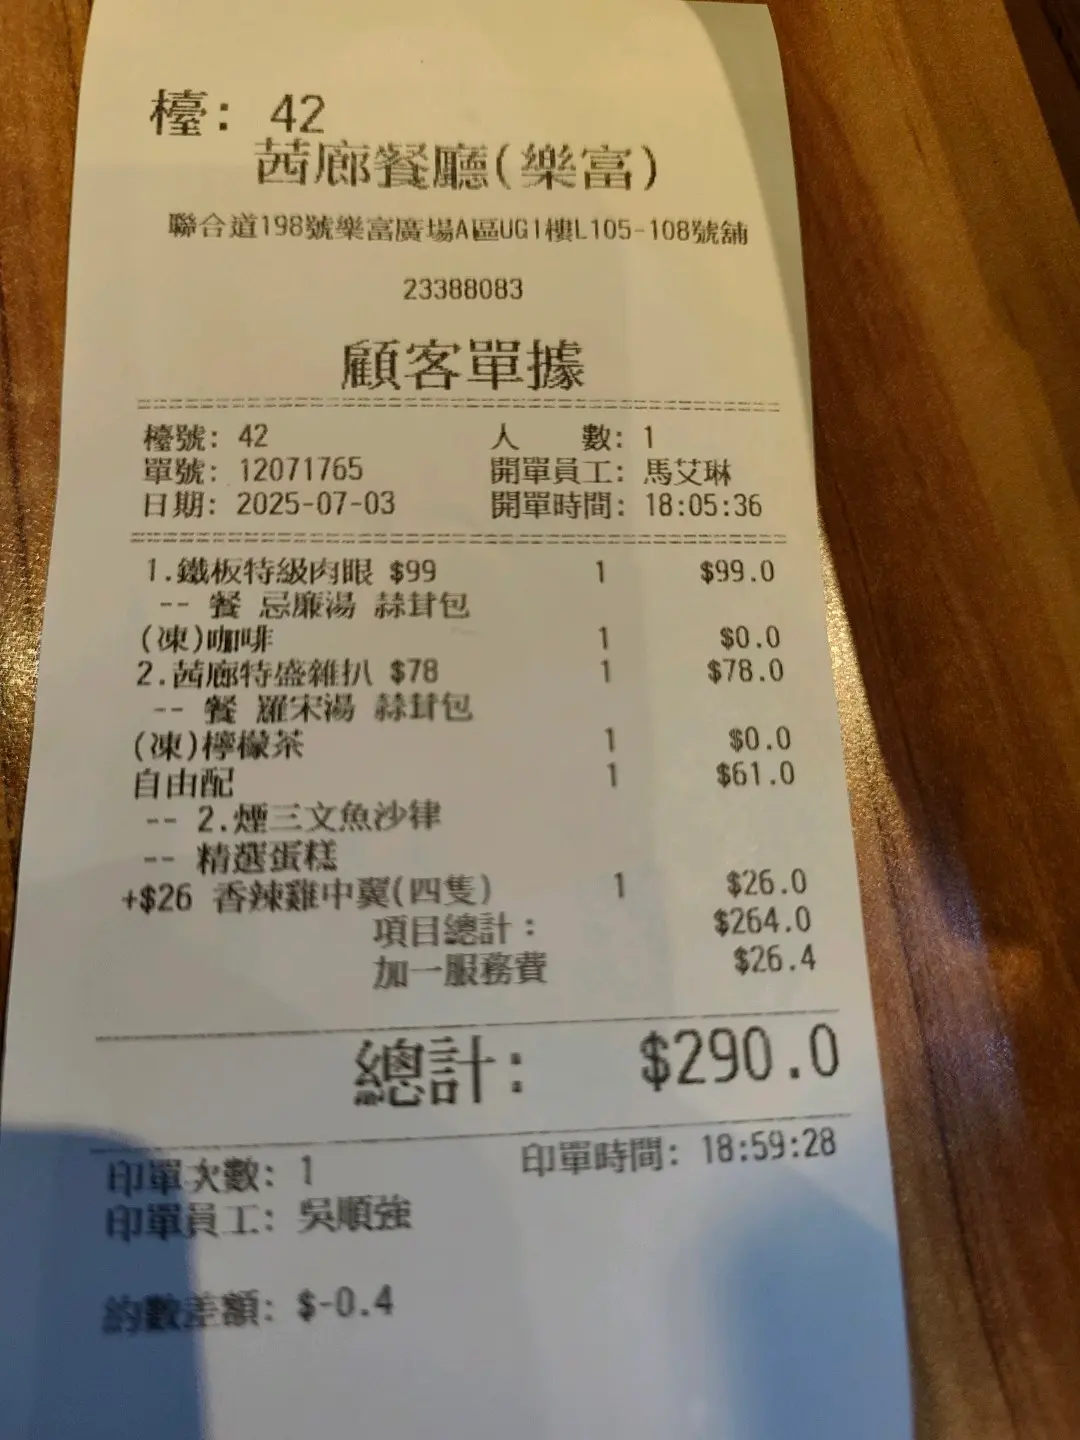 檯: 42
茜廊餐廳(樂富)
聯合道198號樂富廣場A區UG1樓L105-108號舖
23388083
顧客單據
檯號: 42 人 數: 1
單號: 12071765 開單員工: 馬艾琳
日期: 2025-07-03 開單時間: 18:05:36
1.鐵板特級肉眼 $99 1 $99.0
-- 餐 忌廉湯 蒜茸包
(凍)咖啡 1 $0.0
2.茜廊特盛雜扒 $78 1 $78.0
-- 餐 羅宋湯 蒜茸包
(凍)檸檬茶 1 $0.0
自由配 1 $61.0
-- 2.煙三文魚沙律
-- 精選蛋糕
+$26 香辣雞中翼(四隻) 1 $26.0
項目總計: $264.0
加一服務費 $26.4
總計: $290.0
印單次數: 1 印單時間: 18:59:28
印單員工: 吳順強
約數差額: $-0.4